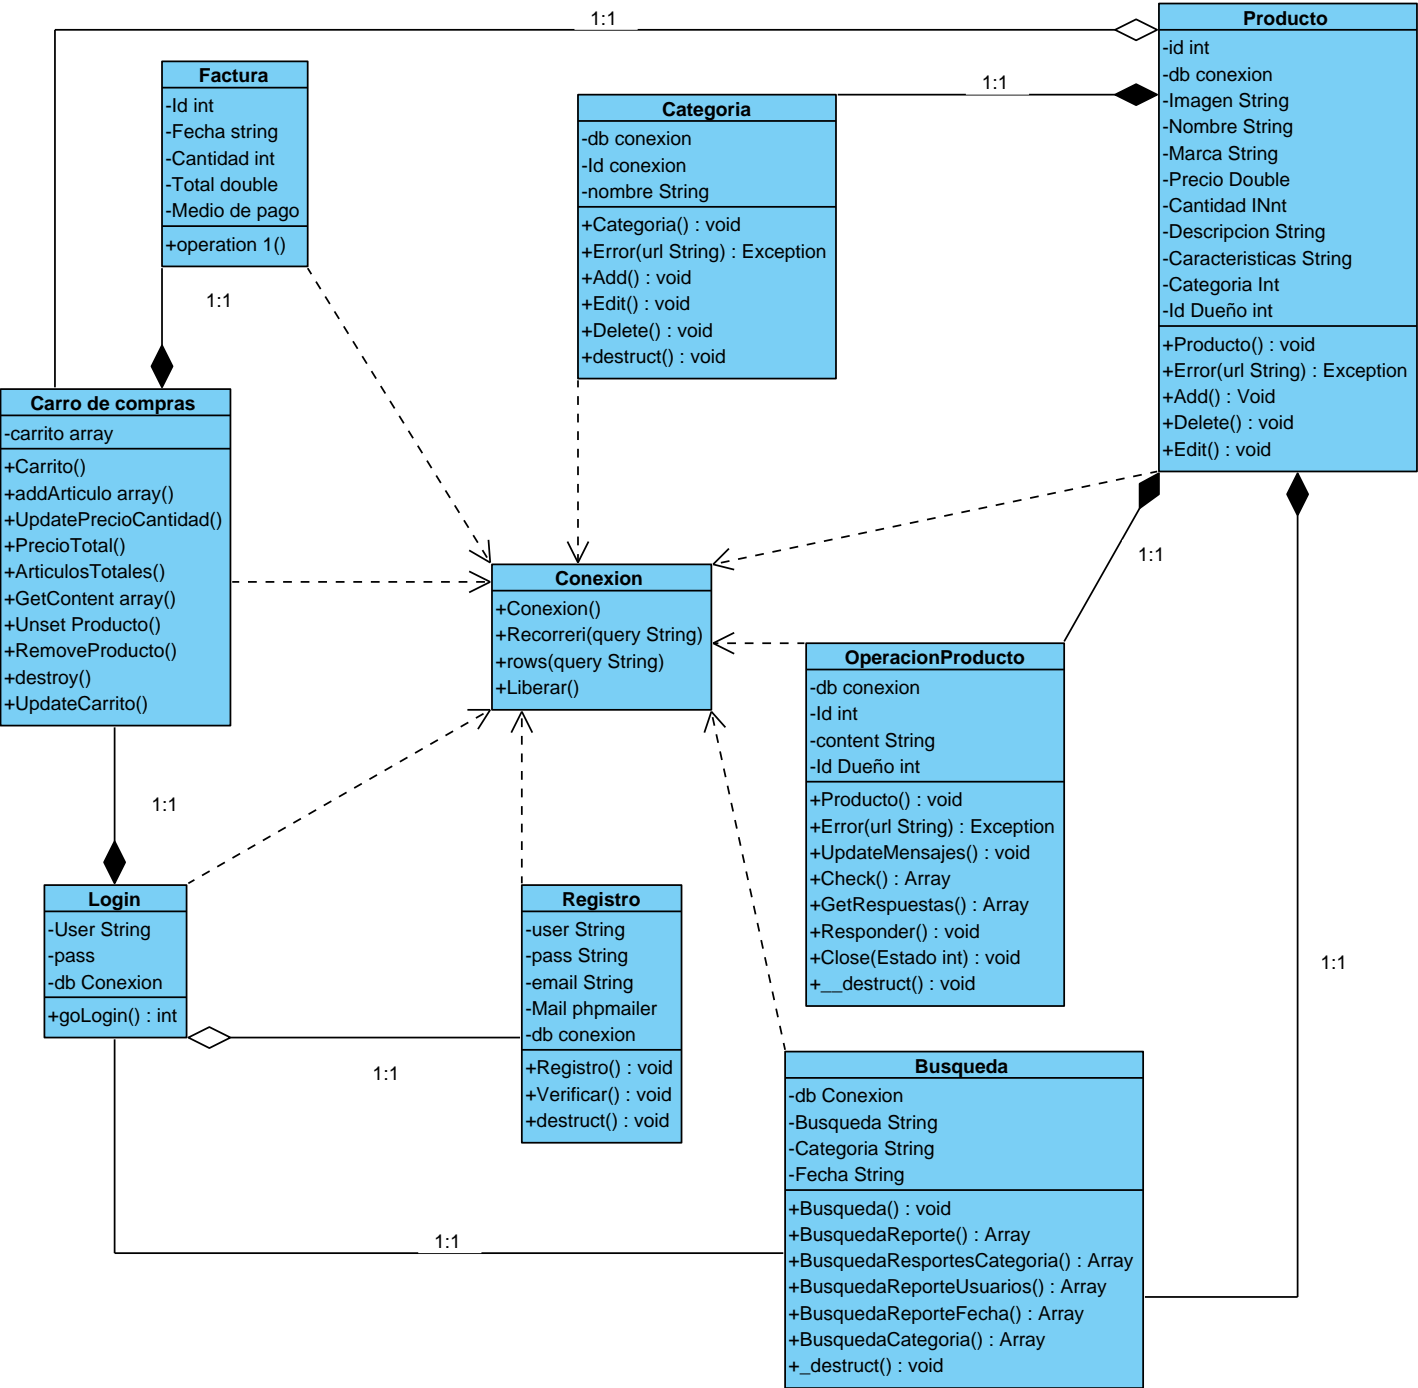 1:1
Producto
-id int
-db conexion
-Imagen String
-Nombre String
-Marca String
-Precio Double
-Cantidad INnt
-Descripcion String
-Caracteristicas String
-Categoria Int
-Id Dueño int
+Producto() : void
+Error(url String) : Exception
+Add() : Void
+Delete() : void
+Edit() : void
Factura
-Id int
-Fecha string
-Cantidad int
-Total double
-Medio de pago
+operation 1()
1:1
Categoria
-db conexion
-Id conexion
-nombre String
+Categoria() : void
+Error(url String) : Exception
+Add() : void
+Edit() : void
+Delete() : void
+destruct() : void
1:1
Carro de compras
-carrito array
+Carrito()
+addArticulo array()
+UpdatePrecioCantidad()
+PrecioTotal()
+ArticulosTotales()
+GetContent array()
+Unset Producto()
+RemoveProducto()
+destroy()
+UpdateCarrito()
Conexion
+Conexion()
+Recorreri(query String)
+rows(query String)
+Liberar()
1:1
OperacionProducto
-db conexion
-Id int
-content String
-Id Dueño int
+Producto() : void
+Error(url String) : Exception
+UpdateMensajes() : void
+Check() : Array
+GetRespuestas() : Array
+Responder() : void
+Close(Estado int) : void
+__destruct() : void
1:1
Login
-User String
-pass
-db Conexion
+goLogin() : int
Registro
-user String
-pass String
-email String
-Mail phpmailer
-db conexion
+Registro() : void
+Verificar() : void
+destruct() : void
1:1
1:1
Busqueda
-db Conexion
-Busqueda String
-Categoria String
-Fecha String
+Busqueda() : void
+BusquedaReporte() : Array
+BusquedaResportesCategoria() : Array
+BusquedaReporteUsuarios() : Array
+BusquedaReporteFecha() : Array
+BusquedaCategoria() : Array
+_destruct() : void
1:1